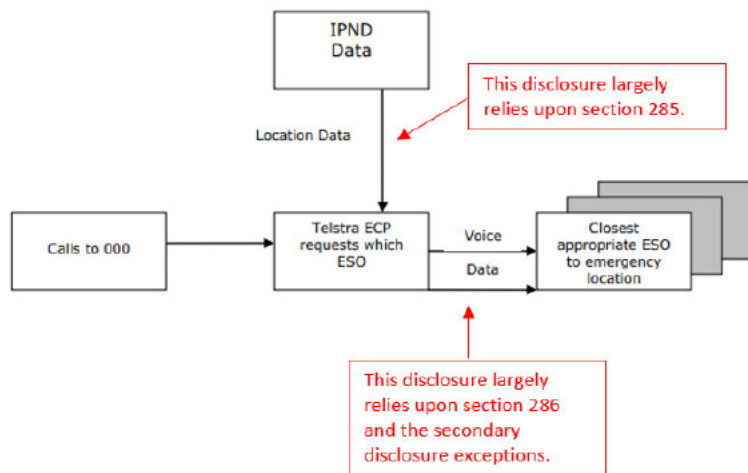 IPND
Data
This disclosure largely
relies upon section 285.
Location Data
Calls to 000
Telstra ECP
requests which
ESO
Voice
Data
Closest
appropriate ESO
to emergency
location
This disclosure largely
relies upon section 286
and the secondary
disclosure exceptions.